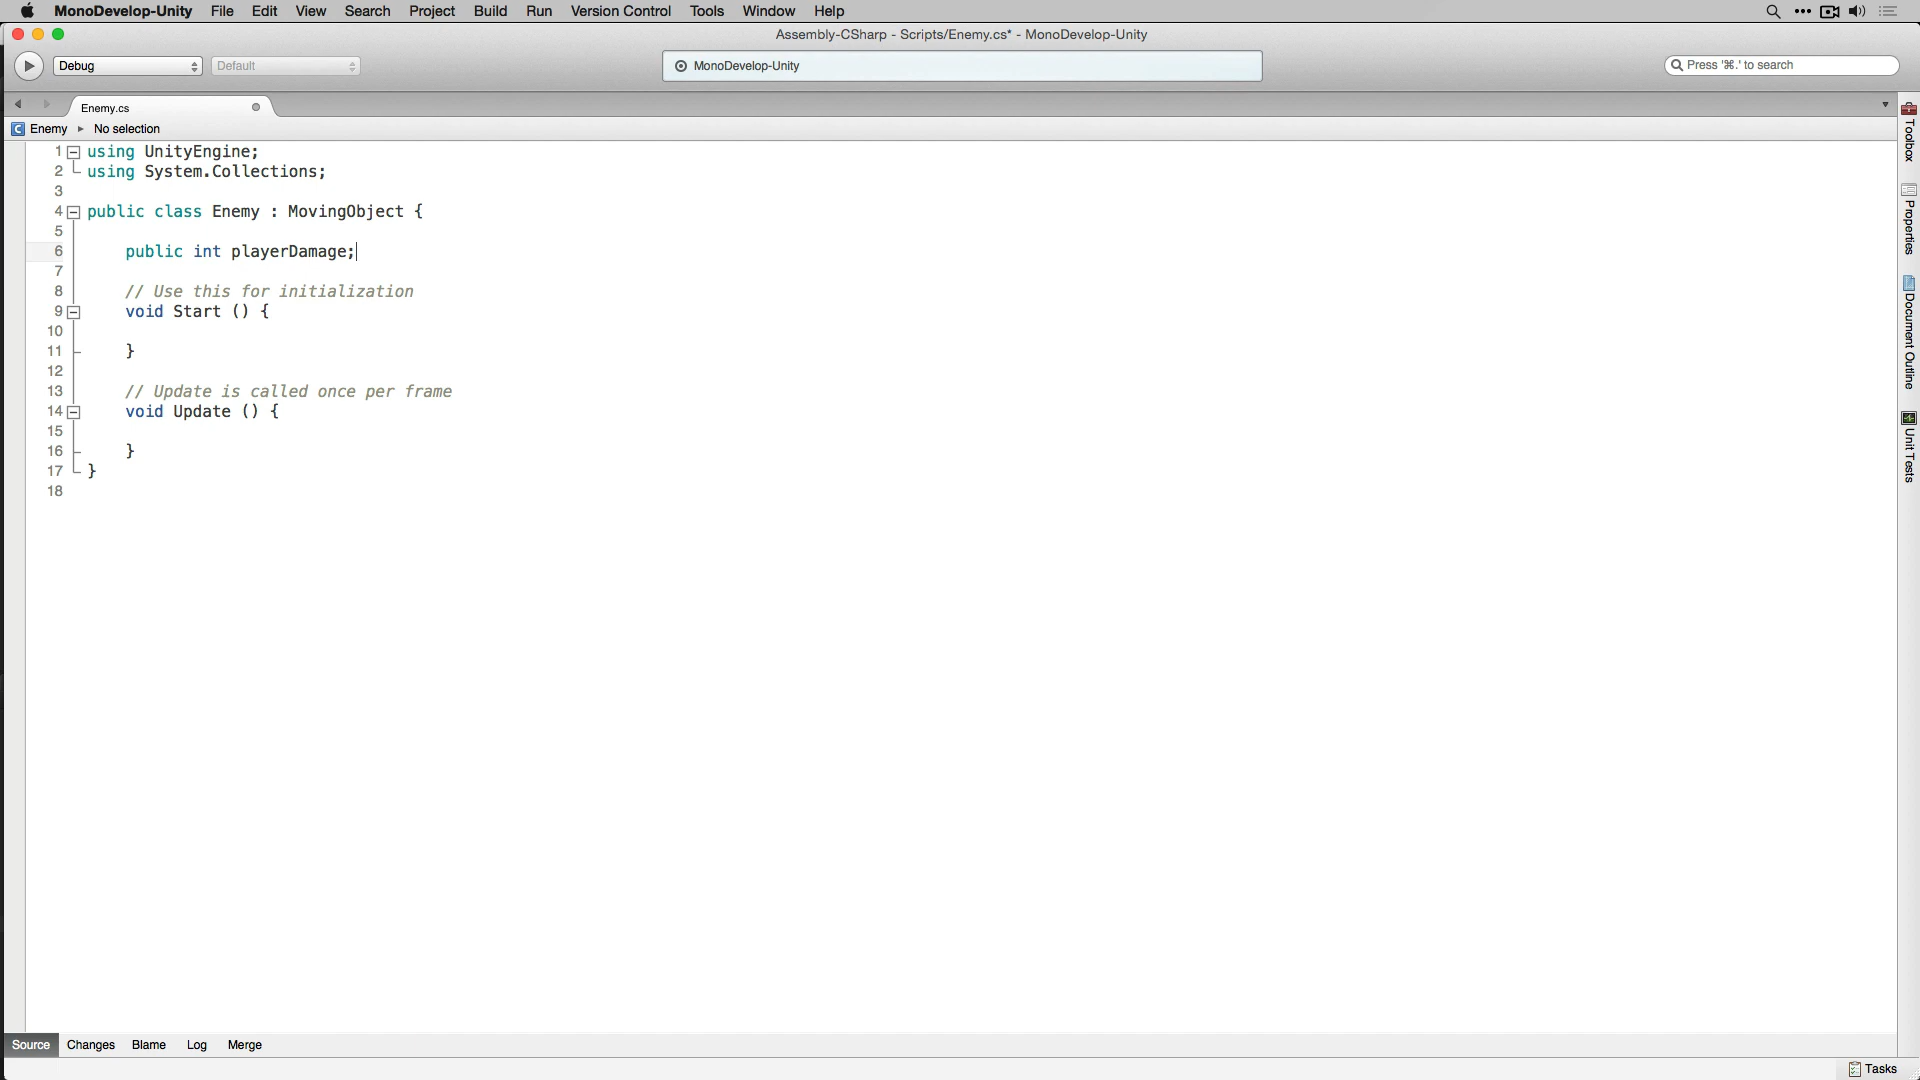 MonoDevelop-Unity File Edit View Search Project Build Run Version Control Tools Window Help
Assembly-CSharp - Scripts/Enemy.cs* - MonoDevelop-Unity
Debug Default MonoDevelop-Unity Press '⌘.' to search
Enemy.cs
C Enemy ▸ No selection
1 using UnityEngine;
2 using System.Collections;
3
4 public class Enemy : MovingObject {
5
6 public int playerDamage;
7
8 // Use this for initialization
9 void Start () {
10
11 }
12
13 // Update is called once per frame
14 void Update () {
15
16 }
17 }
18
Toolbox
Properties
Document Outline
Unit Tests
Source Changes Blame Log Merge
Tasks